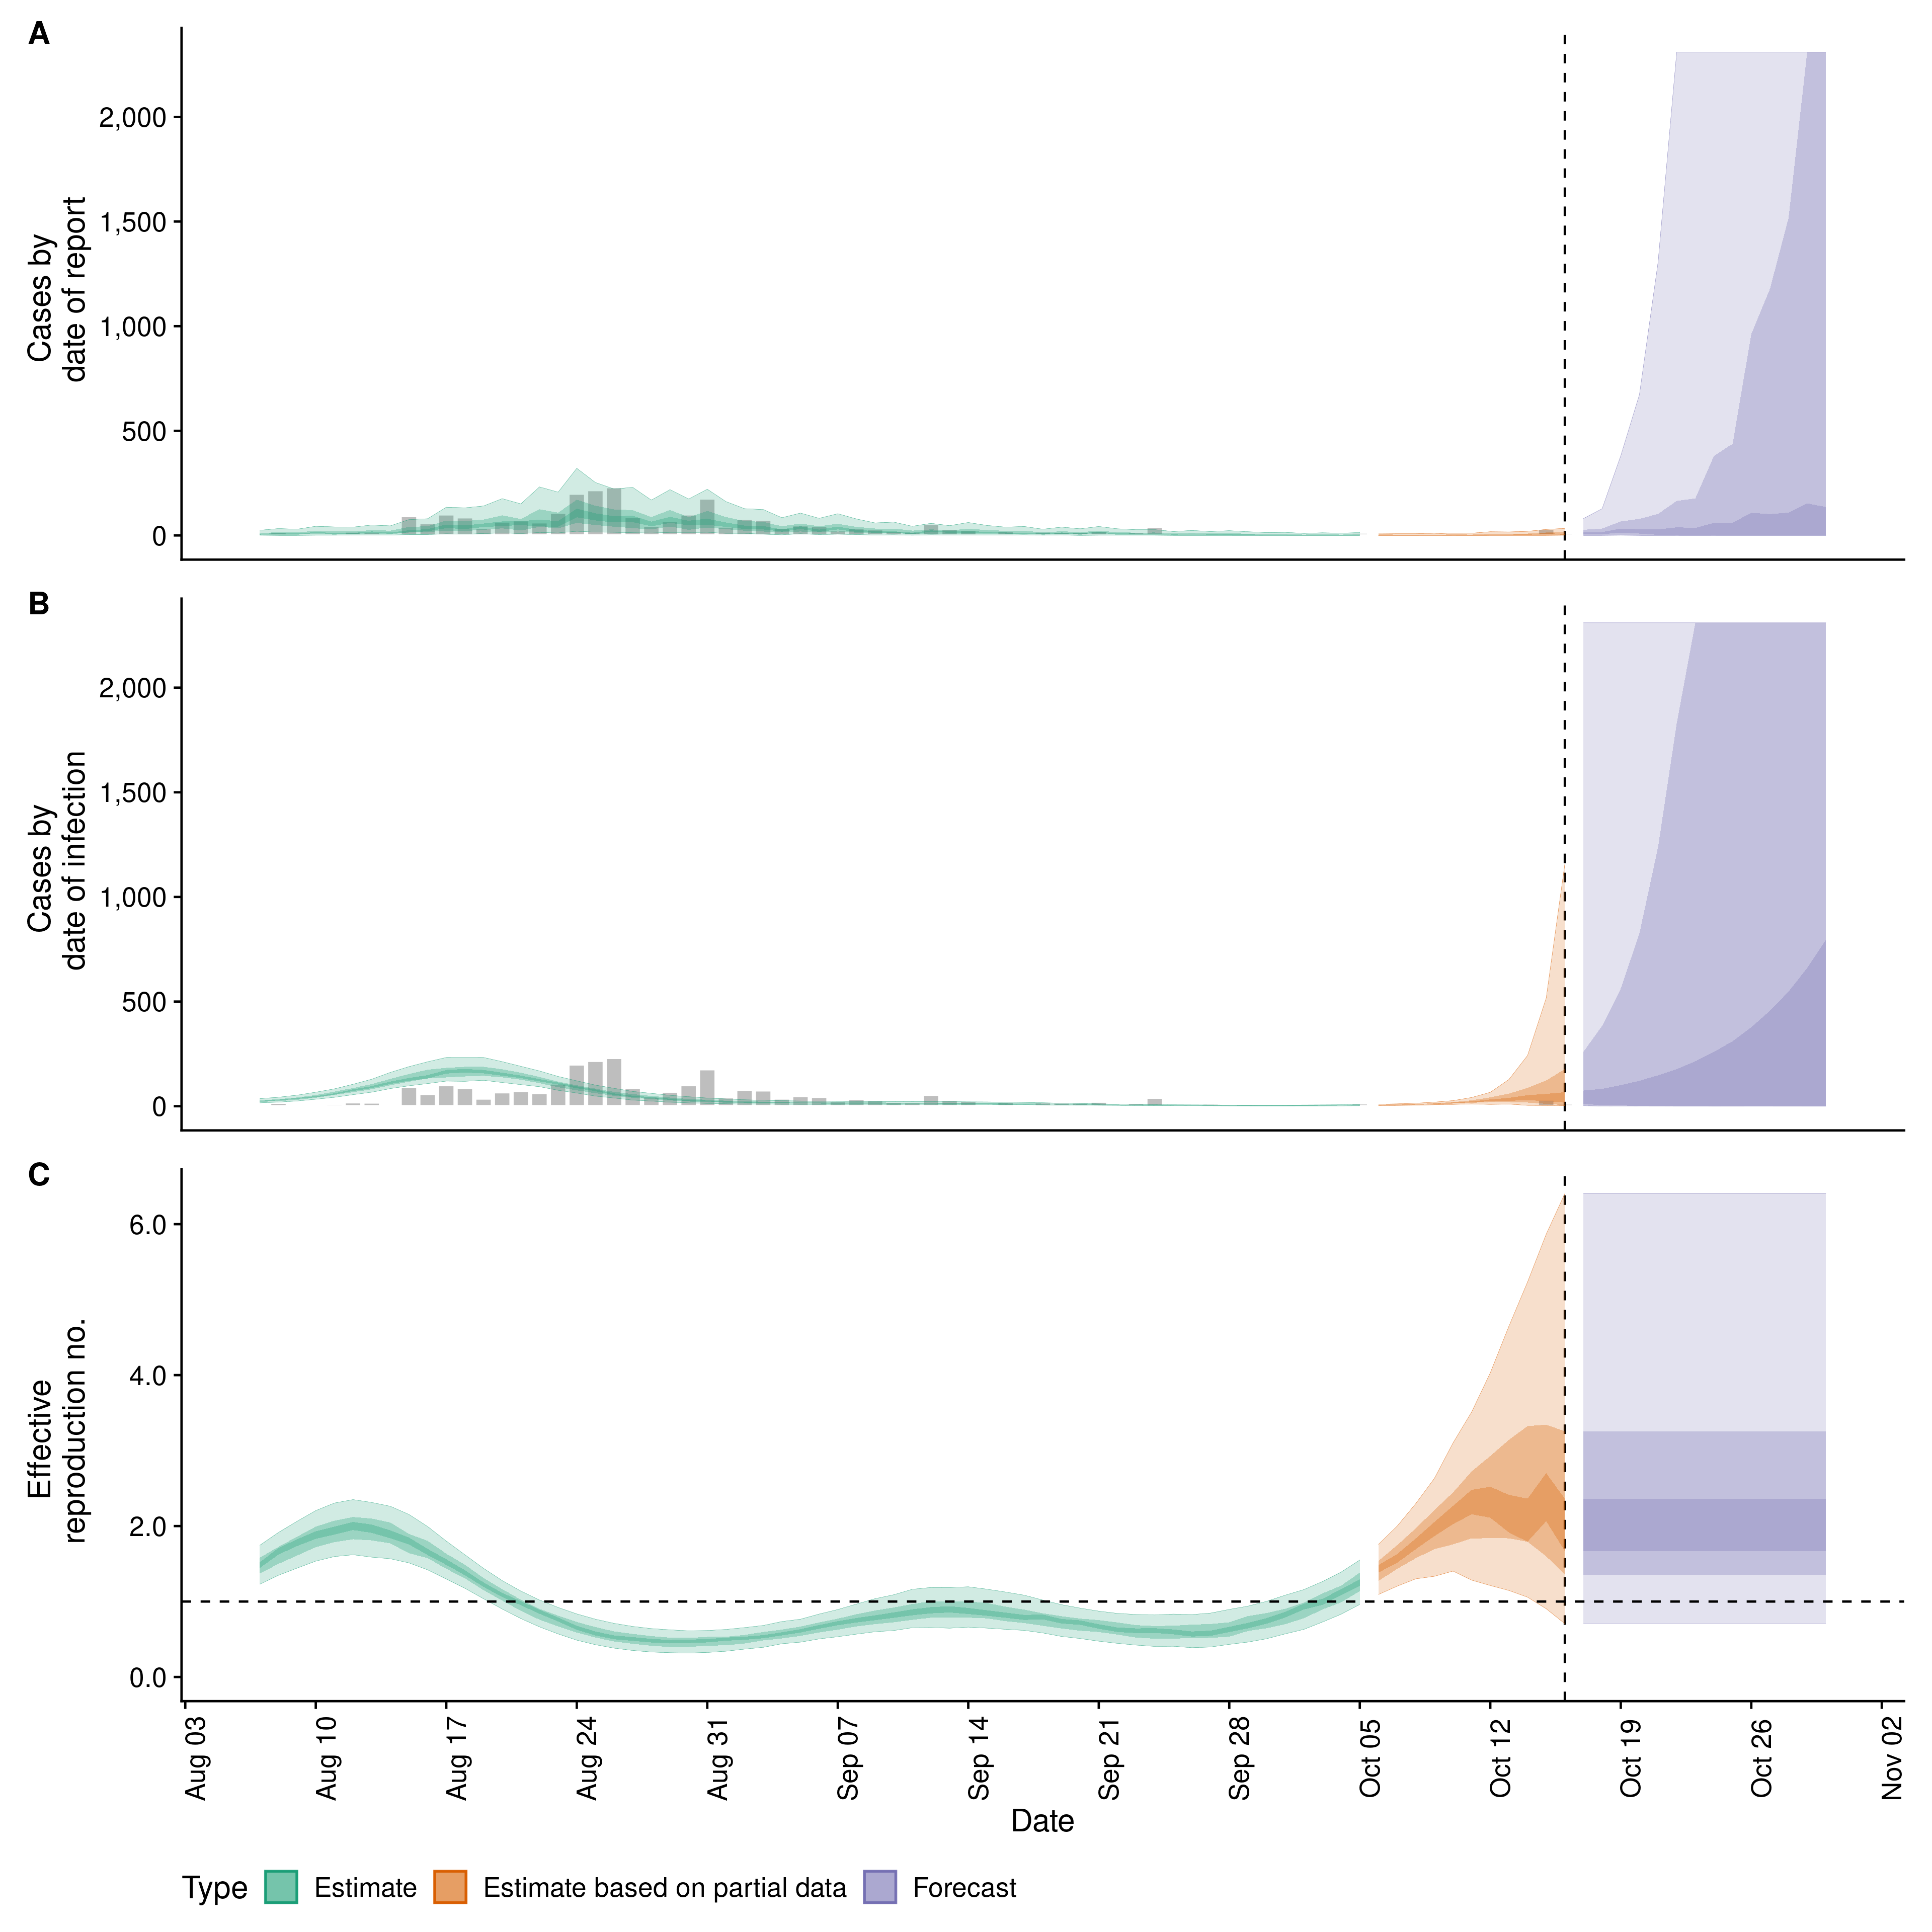 A
Cases by
date of report
2,000
1,500
1,000
500
0
B
Cases by
date of infection
2,000
1,500
1,000
500
0
C
Effective
reproduction no.
6.0
4.0
2.0
0.0
Aug 03
Aug 10
Aug 17
Aug 24
Aug 31
Sep 07
Sep 14
Sep 21
Sep 28
Oct 05
Oct 12
Oct 19
Oct 26
Nov 02
Date
Type Estimate Estimate based on partial data Forecast